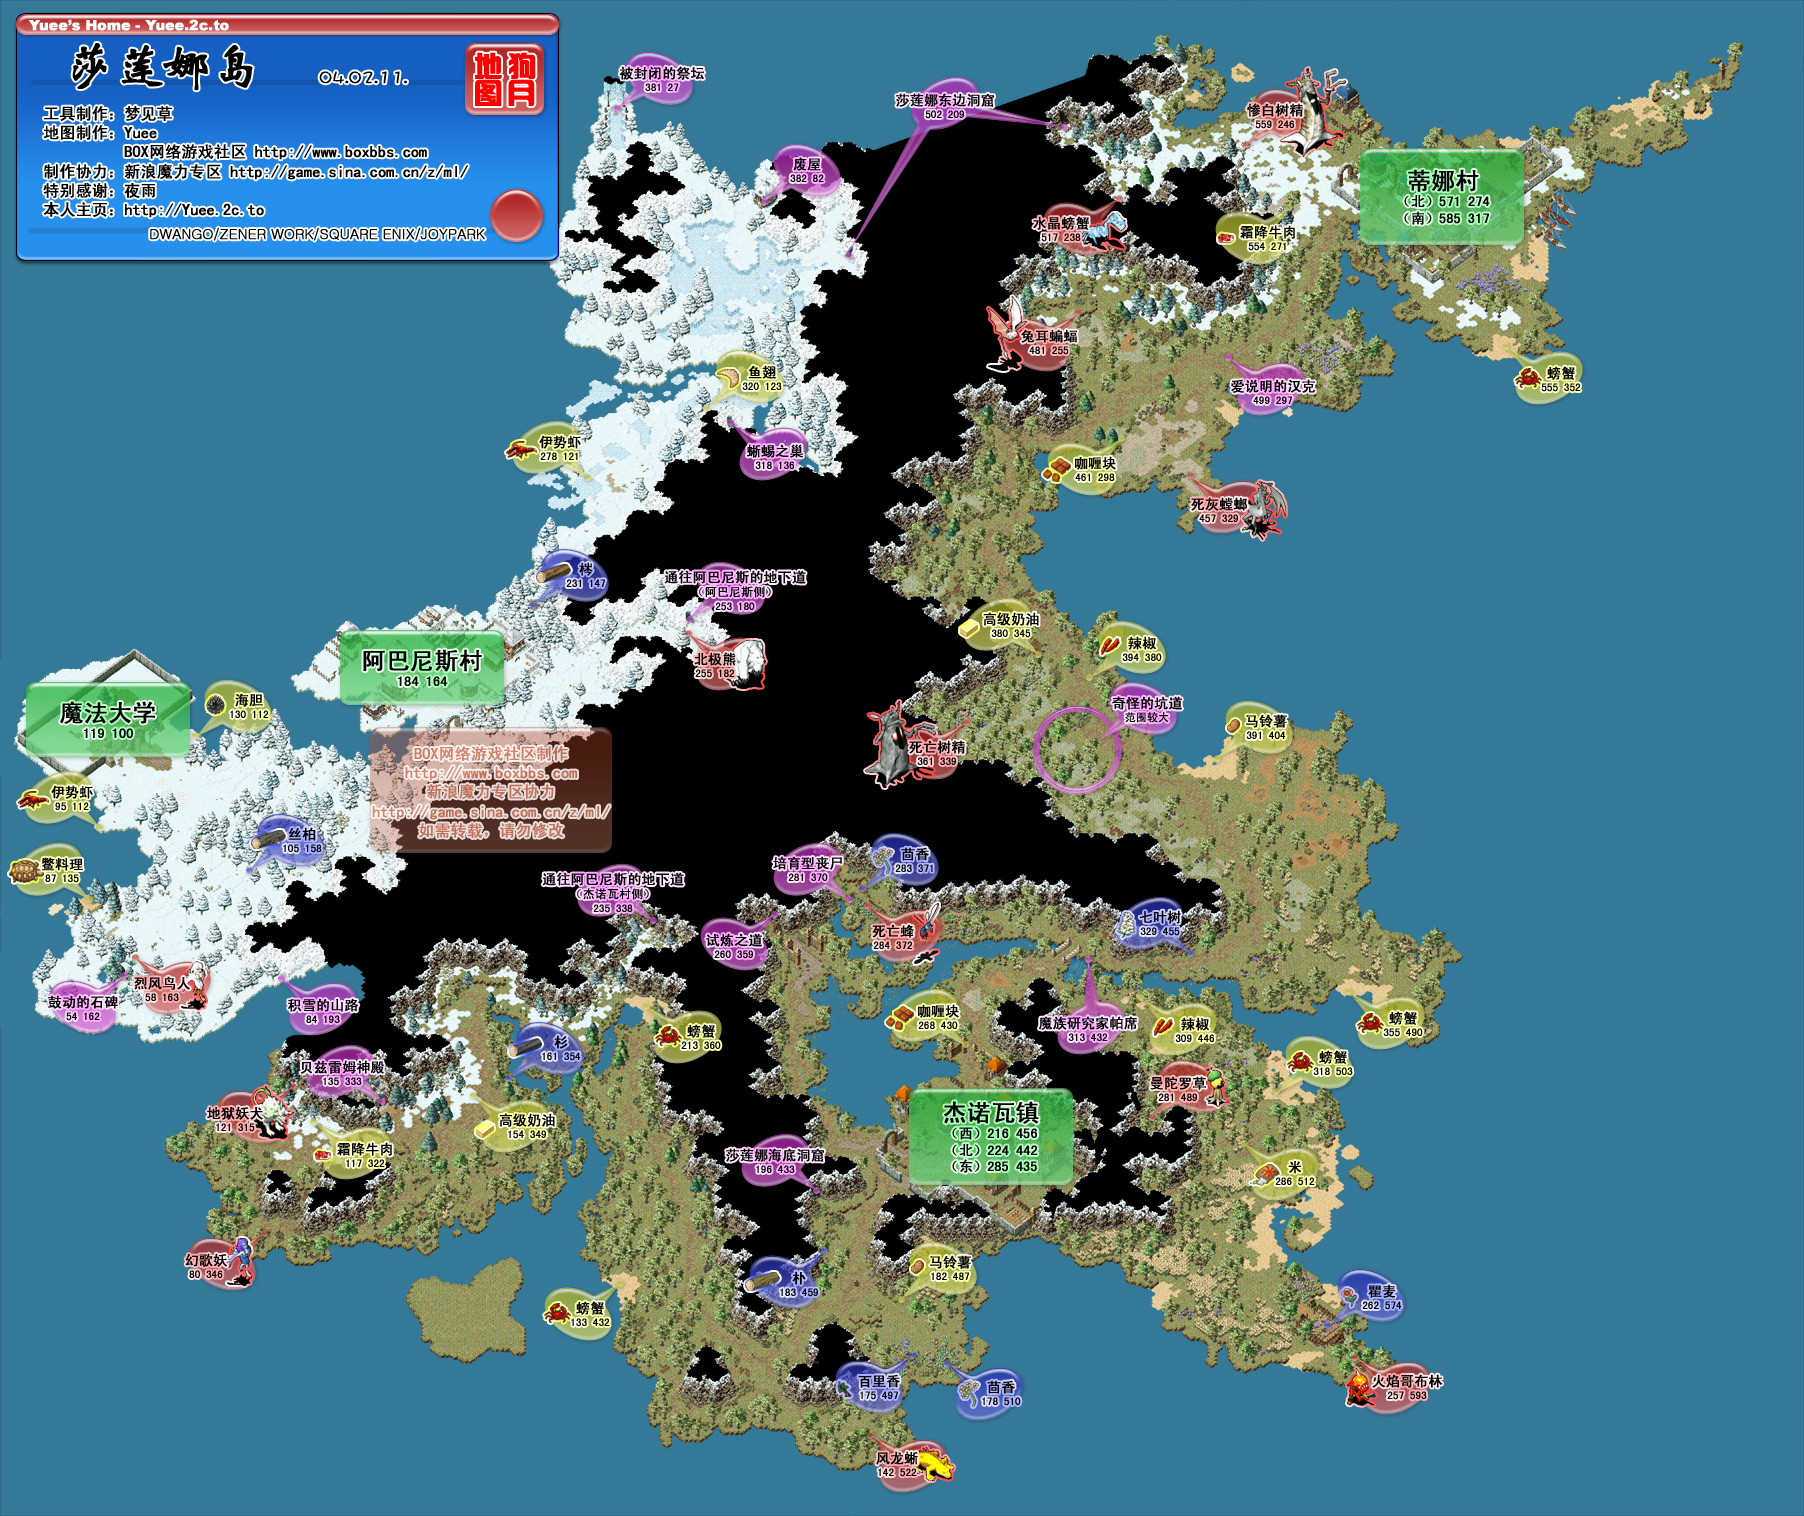 Yuee's Home - Yuee.2c.to
莎莲娜岛
04.02.11.
狗月地图
工具制作：梦见草
地图制作：Yuee
BOX网络游戏社区 http://www.boxbbs.com
制作协力：新浪魔力专区 http://game.sina.com.cn/z/ml/
特别感谢：夜雨
本人主页：http://Yuee.2c.to
DWANGO/ZENER WORK/SQUARE ENIX/JOYPARK
被封闭的祭坛
381 27
莎莲娜东边洞窟
502 209
惨白树精
559 246
废屋
382 82
蒂娜村
（北）571 274
（南）585 317
水晶螃蟹
517 238
霜降牛肉
554 271
兔耳蝙蝠
481 255
鱼翅
320 123
爱说明的汉克
499 297
螃蟹
555 352
伊势虾
278 121
蜥蜴之巢
318 136
咖喱块
461 298
死灰螳螂
457 329
梣
231 147
通往阿巴尼斯的地下道
（阿巴尼斯侧）
253 180
高级奶油
380 345
辣椒
394 380
阿巴尼斯村
184 164
北极熊
255 182
魔法大学
119 100
海胆
130 112
奇怪的坑道
范围较大
马铃薯
391 404
死亡树精
361 339
BOX网络游戏社区制作
http://www.boxbbs.com
新浪魔力专区协力
http://game.sina.com.cn/z/ml/
如需转载，请勿修改
伊势虾
95 112
丝柏
105 158
鳖料理
87 135
通往阿巴尼斯的地下道
（杰诺瓦村侧）
235 338
培育型丧尸
281 370
茴香
283 371
死亡蜂
284 372
七叶树
329 455
试炼之道
260 359
烈风鸟人
58 163
鼓动的石碑
54 162
积雪的山路
84 193
咖喱块
268 430
魔族研究家帕席
313 432
辣椒
309 446
螃蟹
355 490
螃蟹
213 360
杉
161 354
贝兹雷姆神殿
135 333
螃蟹
318 503
曼陀罗草
281 489
地狱妖犬
121 315
高级奶油
154 349
霜降牛肉
117 322
杰诺瓦镇
（西）216 456
（北）224 442
（东）285 435
莎莲娜海底洞窟
196 433
米
286 512
幻歌妖
80 346
马铃薯
182 487
朴
183 459
螃蟹
133 432
瞿麦
262 574
百里香
175 497
茴香
178 510
火焰哥布林
257 593
风龙蜥
142 522